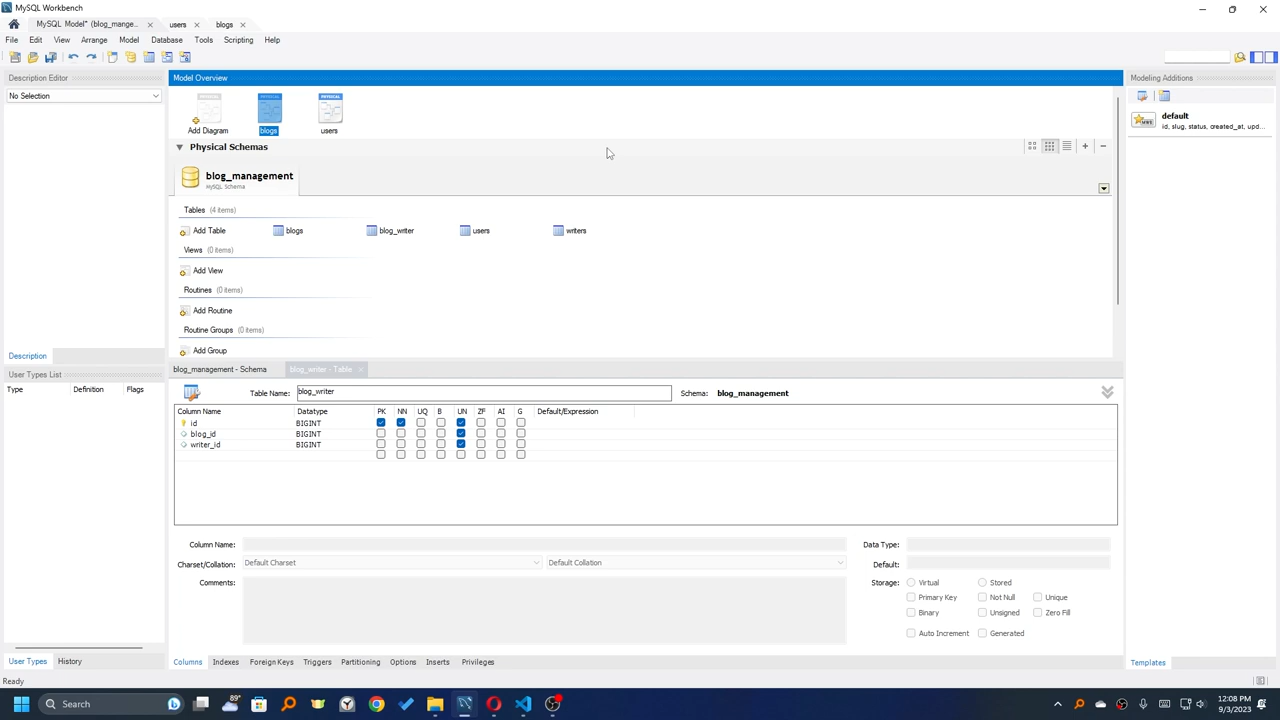 MySQL Workbench
MySQL Model* (blog_mange... users blogs
File Edit View Arrange Model Database Tools Scripting Help
Description Editor
No Selection
Model Overview
Modeling Additions
Add Diagram blogs users
default
id, slug, status, created_at, upd...
Physical Schemas
blog_management
MySQL Schema
Tables (4 items)
Add Table blogs blog_writer users writers
Views (0 items)
Add View
Routines (0 items)
Add Routine
Routine Groups (0 items)
Add Group
Description
User Types List
Type Definition Flags
blog_management - Schema blog_writer - Table
Table Name: blog_writer Schema: blog_management
Column Name Datatype PK NN UQ B UN ZF AI G Default/Expression
id BIGINT
blog_id BIGINT
writer_id BIGINT
Column Name: Data Type:
Charset/Collation: Default Charset Default Collation Default:
Comments: Storage: Virtual Stored
Primary Key Not Null Unique
Binary Unsigned Zero Fill
Auto Increment Generated
User Types History
Columns Indexes Foreign Keys Triggers Partitioning Options Inserts Privileges
Templates
Ready
Search
89°
12:08 PM
9/3/2023